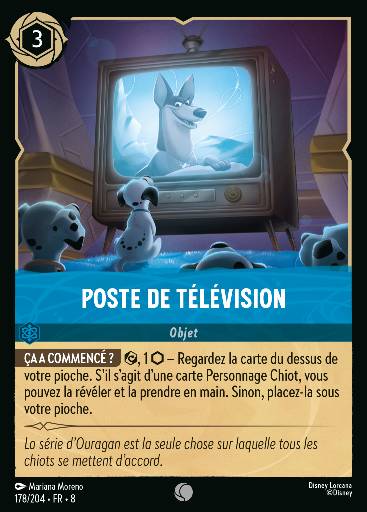 3
POSTE DE TÉLÉVISION
Objet
ÇA A COMMENCÉ ? , 1 – Regardez la carte du dessus de
votre pioche. S'il s'agit d'une carte Personnage Chiot, vous
pouvez la révéler et la prendre en main. Sinon, placez-la sous
votre pioche.
La série d'Ouragan est la seule chose sur laquelle tous les
chiots se mettent d'accord.
Mariana Moreno
178/204 • FR • 8
Disney Lorcana
©Disney